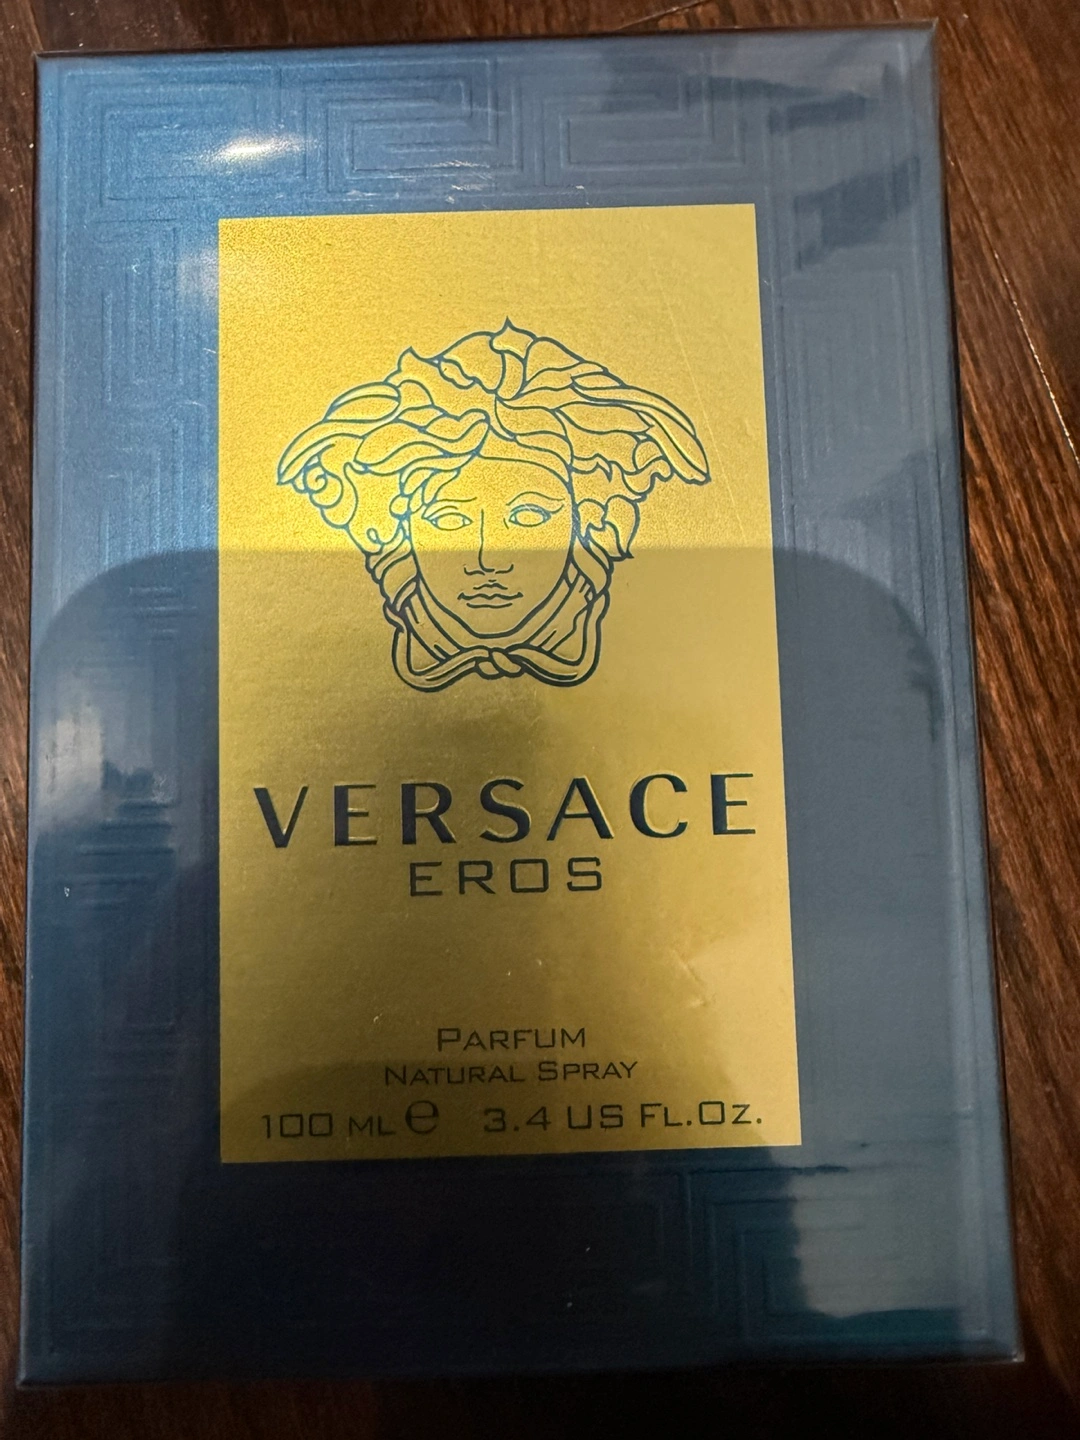 VERSACE
EROS
PARFUM
NATURAL SPRAY
100 ML ℮ 3.4 US FL.OZ.